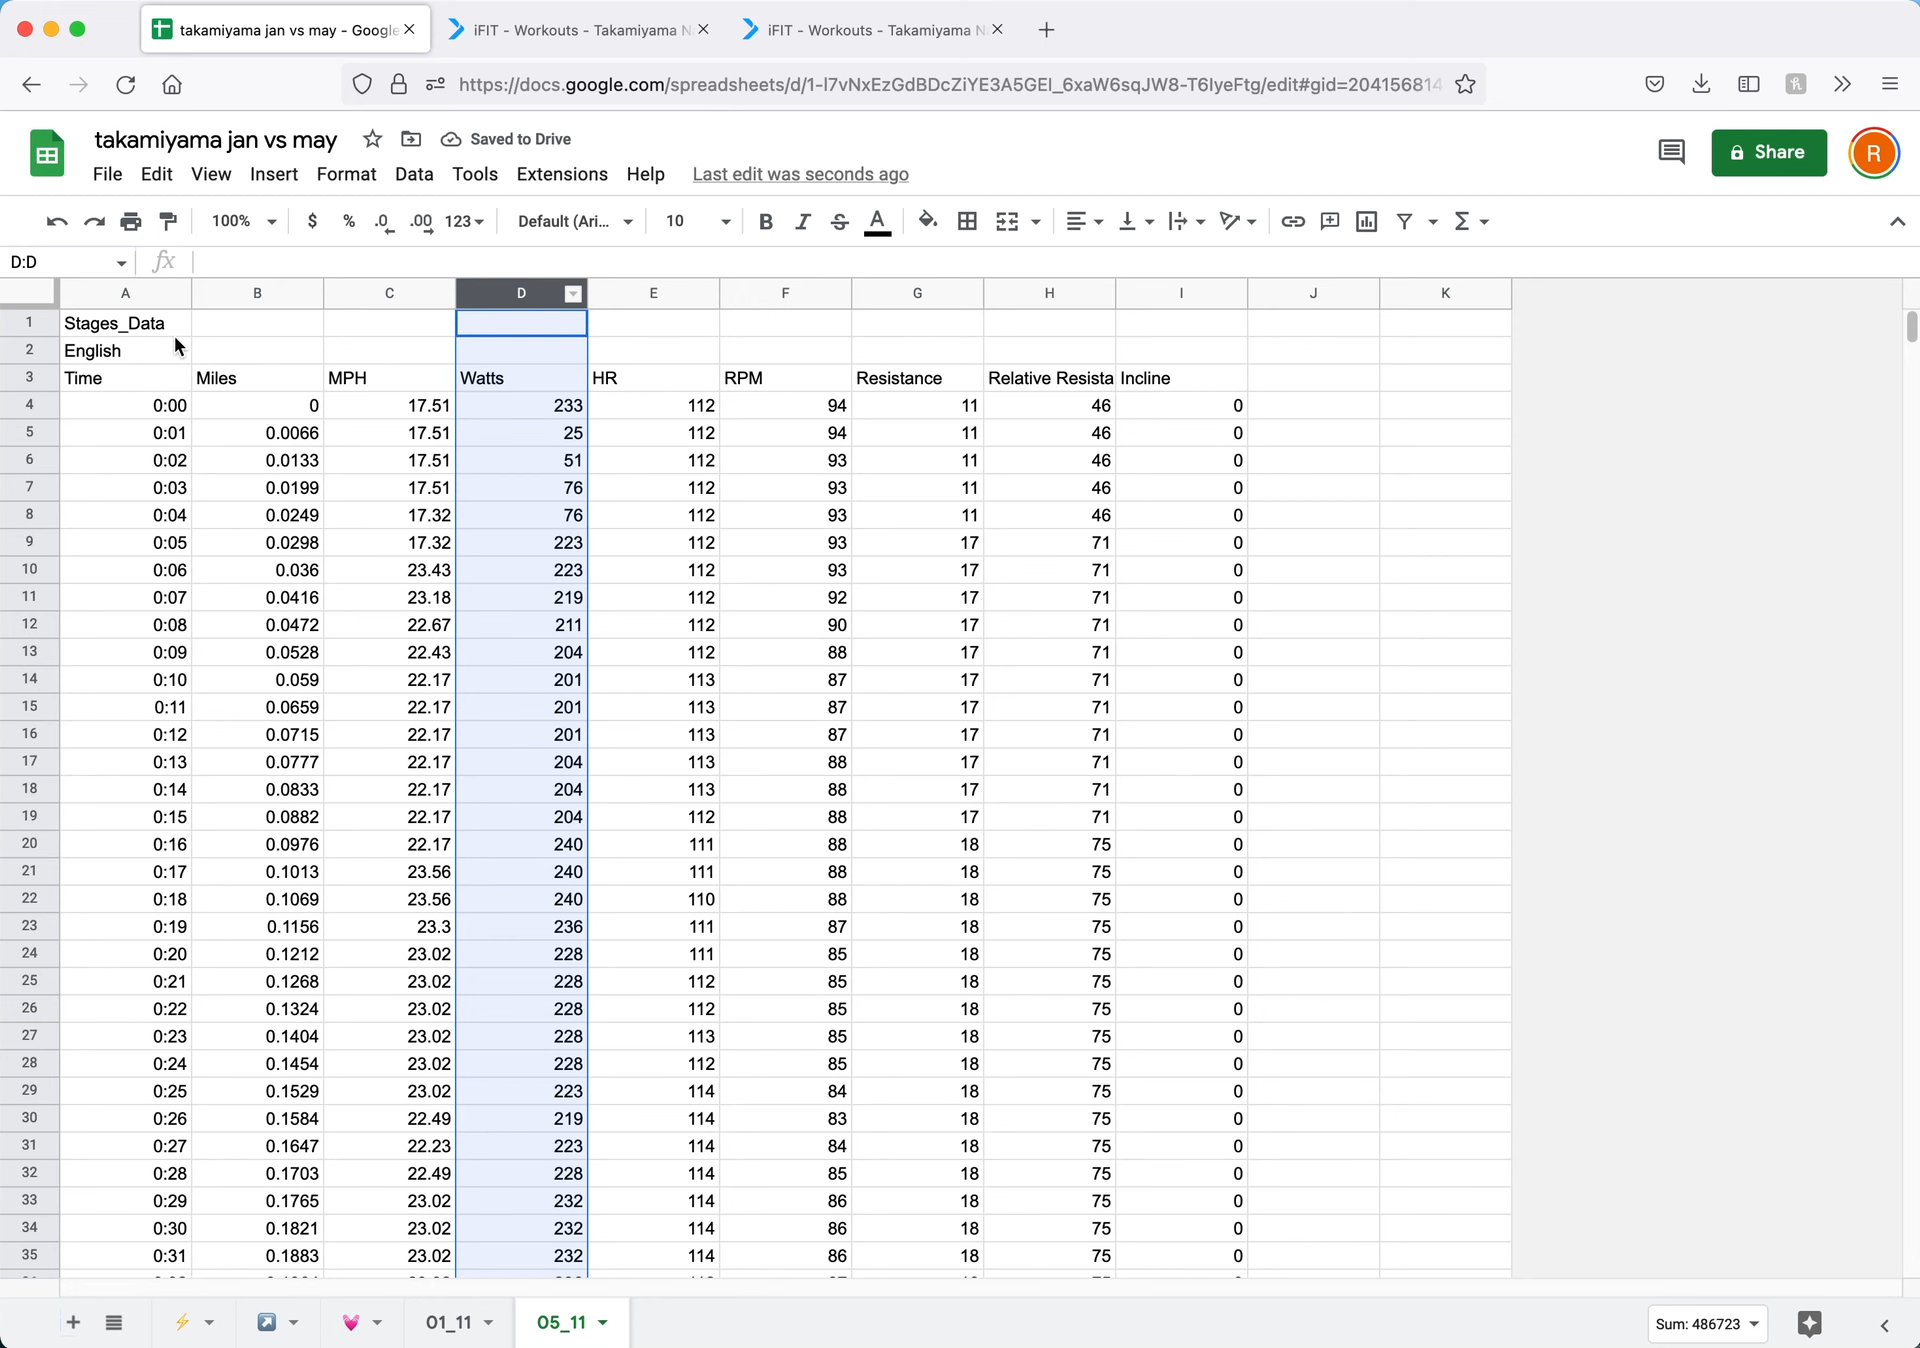 takamiyama jan vs may - Google
iFIT - Workouts - Takamiyama N
iFIT - Workouts - Takamiyama N
https://docs.google.com/spreadsheets/d/1-I7vNxEzGdBDcZiYE3A5GEl_6xaW6sqJW8-T6IyeFtg/edit#gid=204156814
takamiyama jan vs may
Saved to Drive
File Edit View Insert Format Data Tools Extensions Help Last edit was seconds ago
Share
R
100% $ % .0 .00 123 Default (Ari... 10 B I S A
D:D fx
A B C D E F G H I J K
1 Stages_Data
2 English
3 Time Miles MPH Watts HR RPM Resistance Relative Resista Incline
4 0:00 0 17.51 233 112 94 11 46 0
5 0:01 0.0066 17.51 25 112 94 11 46 0
6 0:02 0.0133 17.51 51 112 93 11 46 0
7 0:03 0.0199 17.51 76 112 93 11 46 0
8 0:04 0.0249 17.32 76 112 93 11 46 0
9 0:05 0.0298 17.32 223 112 93 17 71 0
10 0:06 0.036 23.43 223 112 93 17 71 0
11 0:07 0.0416 23.18 219 112 92 17 71 0
12 0:08 0.0472 22.67 211 112 90 17 71 0
13 0:09 0.0528 22.43 204 112 88 17 71 0
14 0:10 0.059 22.17 201 113 87 17 71 0
15 0:11 0.0659 22.17 201 113 87 17 71 0
16 0:12 0.0715 22.17 201 113 87 17 71 0
17 0:13 0.0777 22.17 204 113 88 17 71 0
18 0:14 0.0833 22.17 204 113 88 17 71 0
19 0:15 0.0882 22.17 204 112 88 17 71 0
20 0:16 0.0976 22.17 240 111 88 18 75 0
21 0:17 0.1013 23.56 240 111 88 18 75 0
22 0:18 0.1069 23.56 240 110 88 18 75 0
23 0:19 0.1156 23.3 236 111 87 18 75 0
24 0:20 0.1212 23.02 228 111 85 18 75 0
25 0:21 0.1268 23.02 228 112 85 18 75 0
26 0:22 0.1324 23.02 228 112 85 18 75 0
27 0:23 0.1404 23.02 228 113 85 18 75 0
28 0:24 0.1454 23.02 228 112 85 18 75 0
29 0:25 0.1529 23.02 223 114 84 18 75 0
30 0:26 0.1584 22.49 219 114 83 18 75 0
31 0:27 0.1647 22.23 223 114 84 18 75 0
32 0:28 0.1703 22.49 228 114 85 18 75 0
33 0:29 0.1765 23.02 232 114 86 18 75 0
34 0:30 0.1821 23.02 232 114 86 18 75 0
35 0:31 0.1883 23.02 232 114 86 18 75 0
01_11 05_11 Sum: 486723